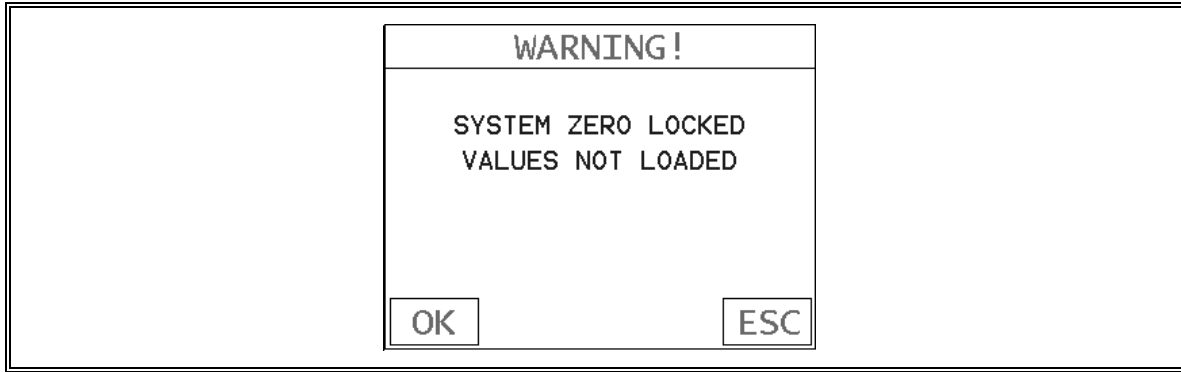 WARNING!
SYSTEM ZERO LOCKED
VALUES NOT LOADED
OK ESC